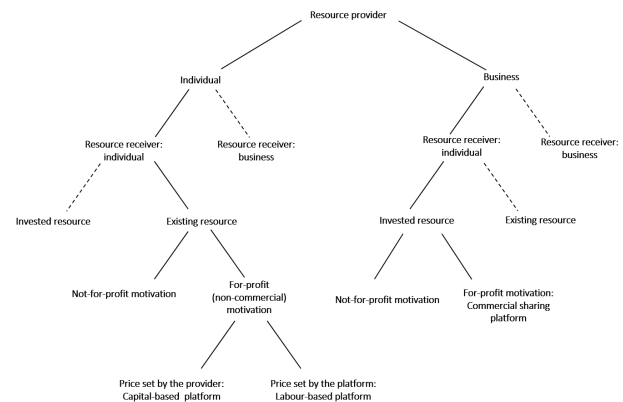 Resource provider
Individual
Business
Resource receiver:
individual
Resource receiver:
business
Resource receiver:
individual
Resource receiver:
business
Invested resource
Existing resource
Invested resource
Existing resource
Not-for-profit motivation
For-profit
(non-commercial)
motivation
Not-for-profit motivation
For-profit motivation:
Commercial sharing
platform
Price set by the provider:
Capital-based platform
Price set by the platform:
Labour-based platform